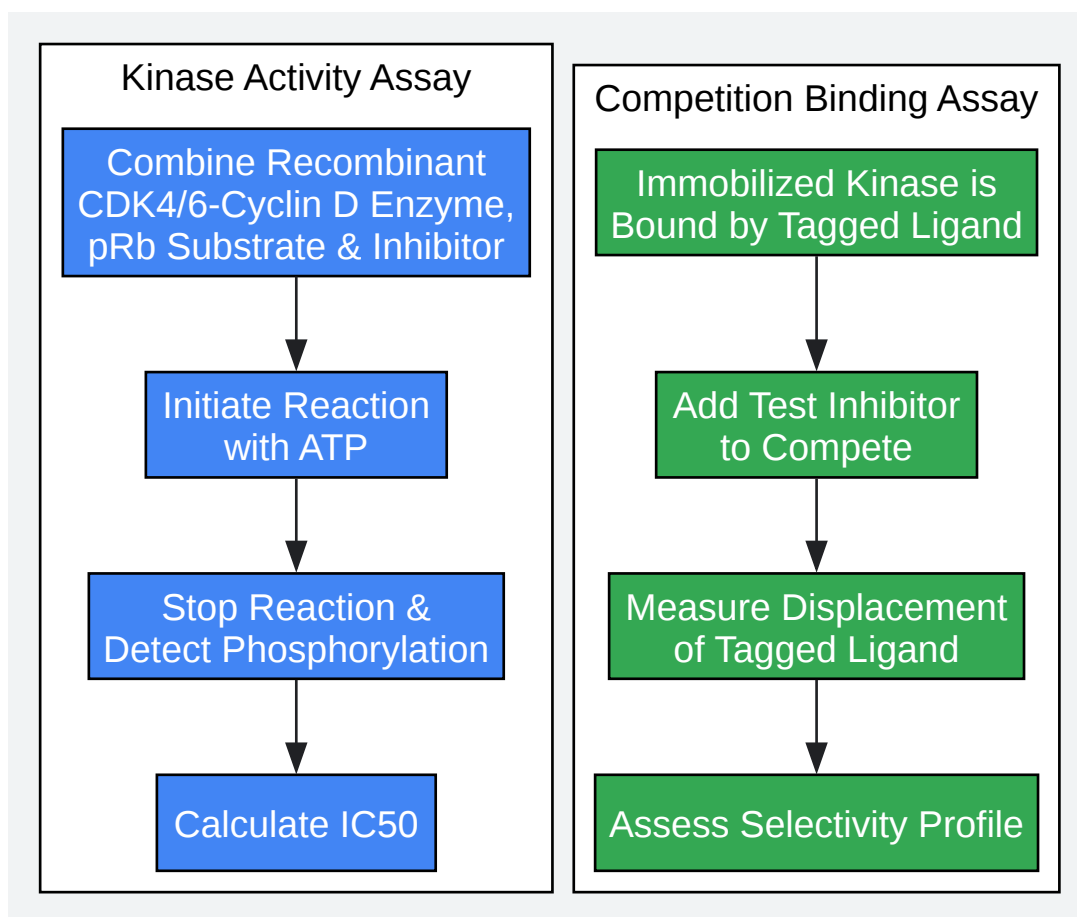 Kinase Activity Assay
Combine Recombinant
CDK4/6-Cyclin D Enzyme,
pRb Substrate & Inhibitor
Initiate Reaction
with ATP
Stop Reaction &
Detect Phosphorylation
Calculate IC50
Competition Binding Assay
Immobilized Kinase is
Bound by Tagged Ligand
Add Test Inhibitor
to Compete
Measure Displacement
of Tagged Ligand
Assess Selectivity Profile